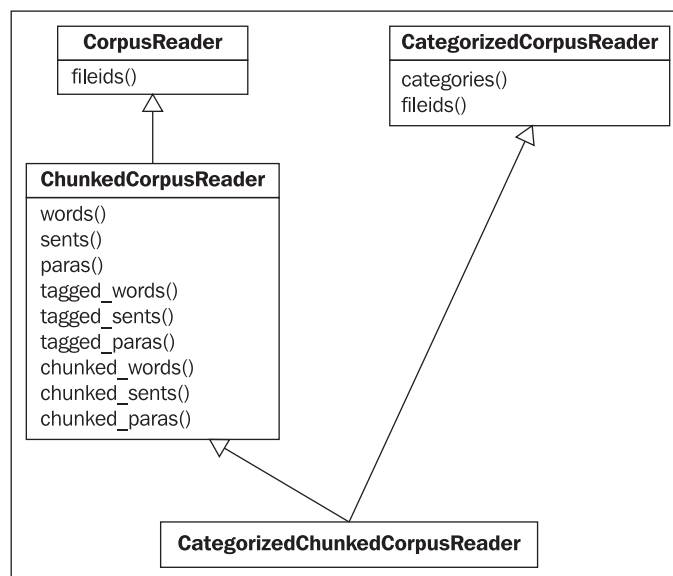 CorpusReader
fileids()
CategorizedCorpusReader
categories()
fileids()
ChunkedCorpusReader
words()
sents()
paras()
tagged_words()
tagged_sents()
tagged_paras()
chunked_words()
chunked_sents()
chunked_paras()
CategorizedChunkedCorpusReader